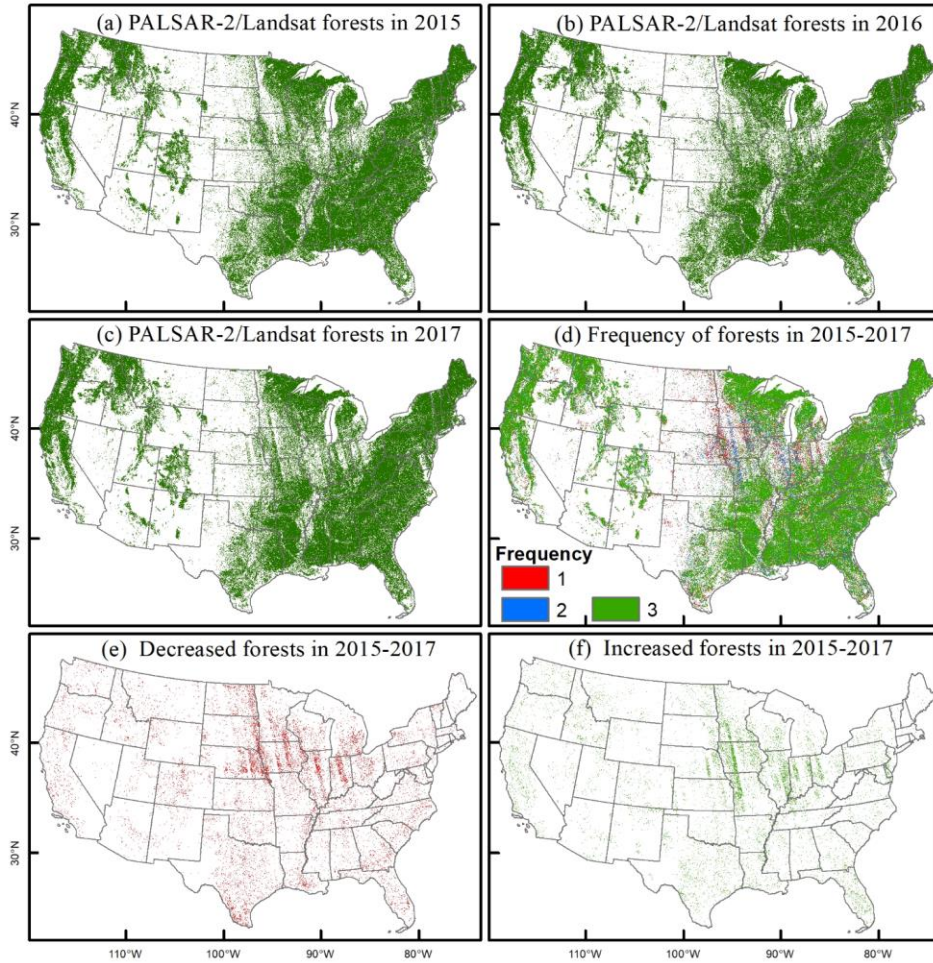 (a) PALSAR-2/Landsat forests in 2015
(b) PALSAR-2/Landsat forests in 2016
40°N
30°N
(c) PALSAR-2/Landsat forests in 2017
(d) Frequency of forests in 2015-2017
40°N
30°N
Frequency
1
2
3
(e) Decreased forests in 2015-2017
(f) Increased forests in 2015-2017
40°N
30°N
110°W 100°W 90°W 80°W
110°W 100°W 90°W 80°W